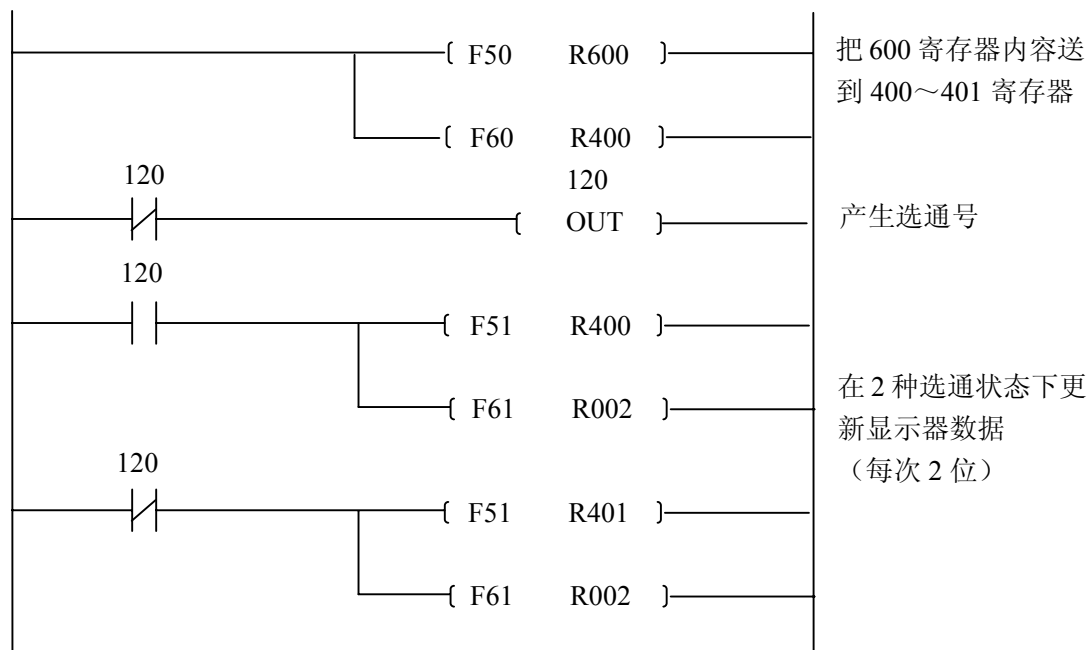 F50 R600
把 600 寄存器内容送
到 400～401 寄存器
F60 R400
120
120
OUT
产生选通号
120
F51 R400
F61 R002
在 2 种选通状态下更
新显示器数据
（每次 2 位）
120
F51 R401
F61 R002